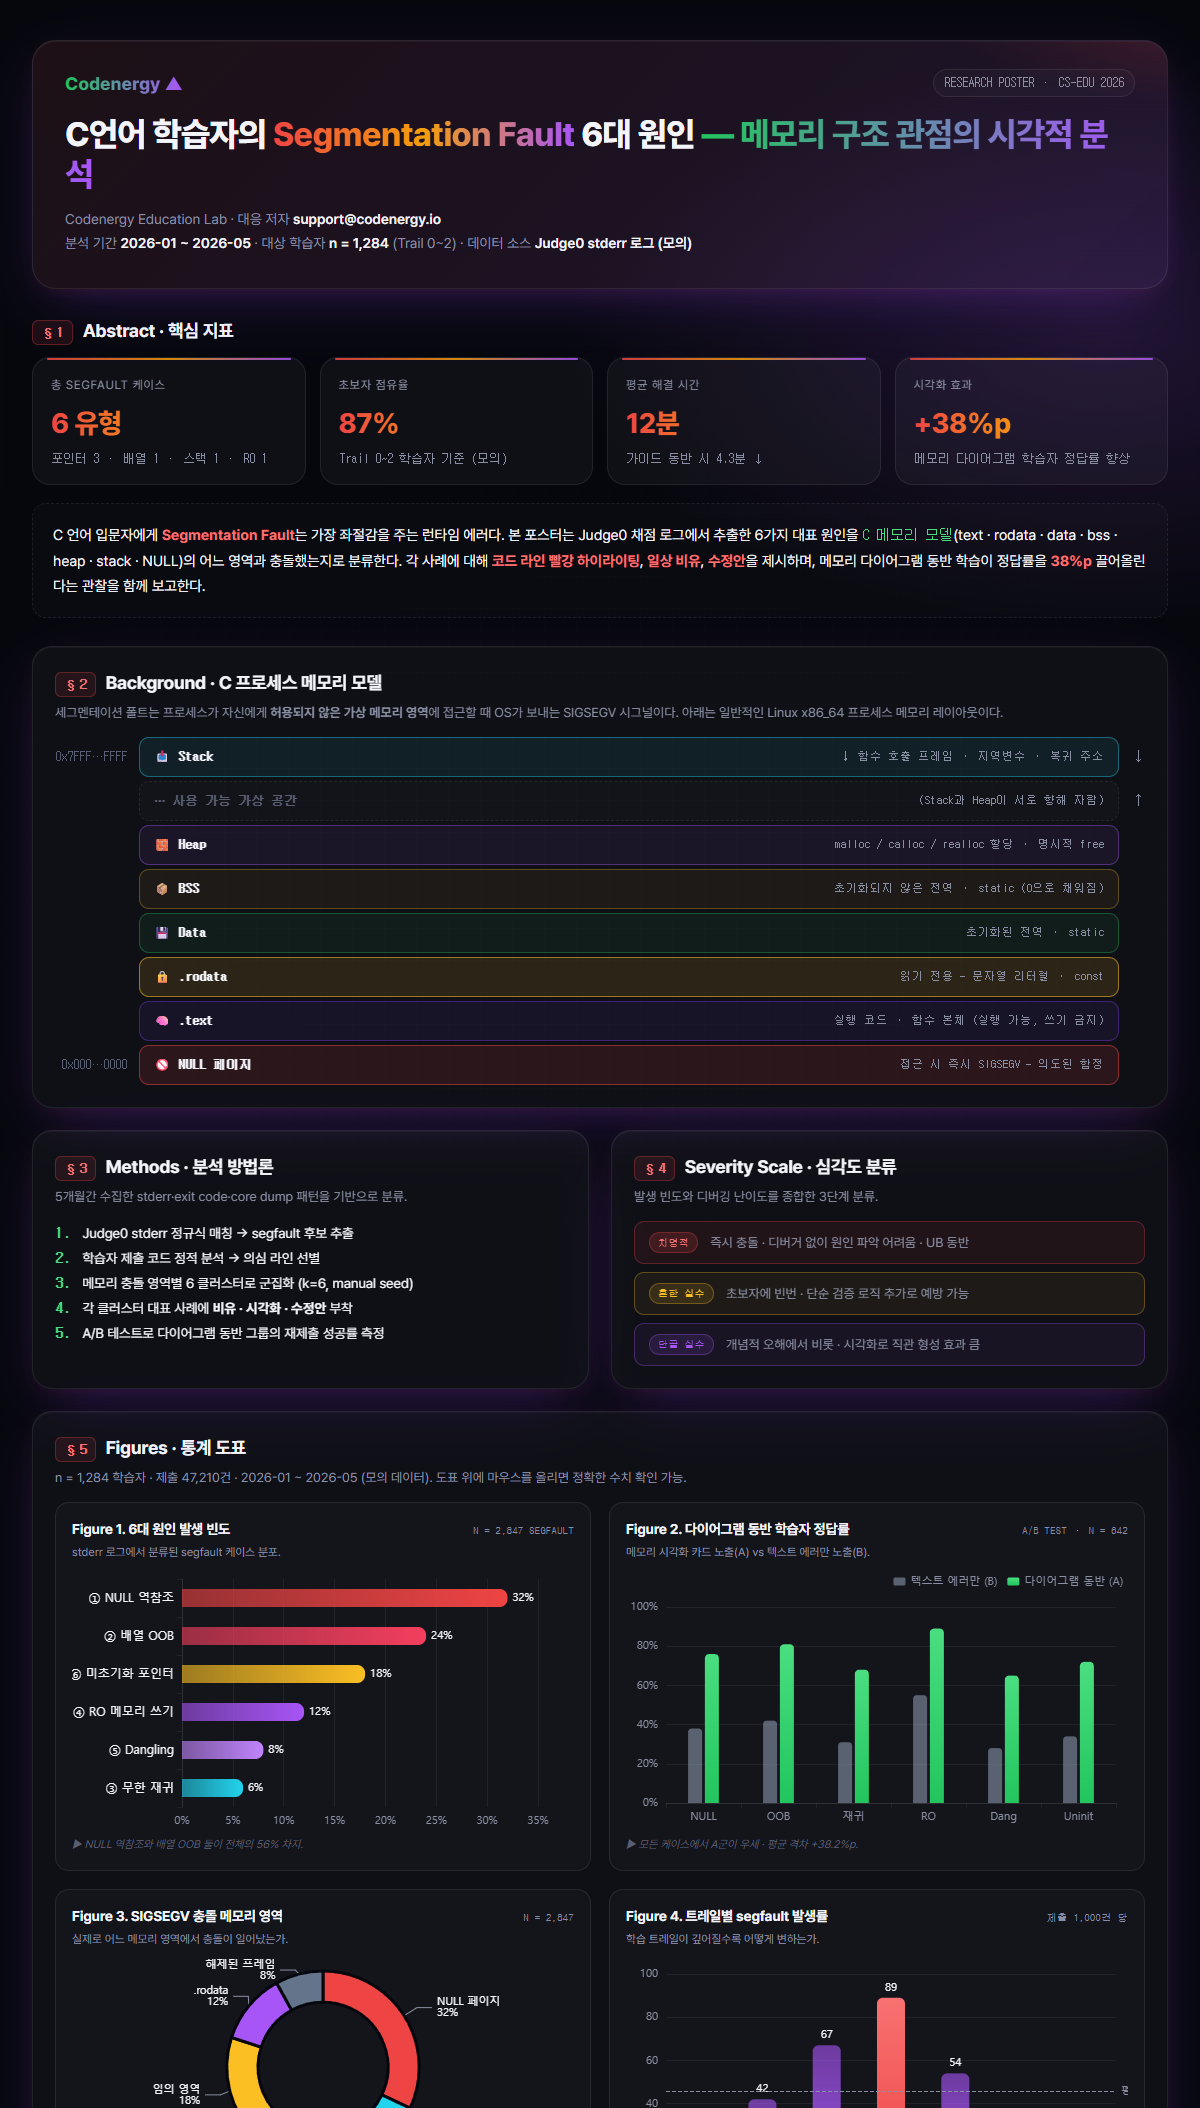 Codenergy ▲
RESEARCH POSTER · CS-EDU 2026
C언어 학습자의 Segmentation Fault 6대 원인 — 메모리 구조 관점의 시각적 분
석
Codenergy Education Lab · 대응 저자 support@codenergy.io
분석 기간 2026-01 ~ 2026-05 · 대상 학습자 n = 1,284 (Trail 0~2) · 데이터 소스 Judge0 stderr 로그 (모의)
§ 1 Abstract · 핵심 지표
총 SEGFAULT 케이스
6 유형
포인터 3 · 배열 1 · 스택 1 · RO 1
초보자 점유율
87%
Trail 0~2 학습자 기준 (모의)
평균 해결 시간
12분
가이드 동반 시 4.3분 ↓
시각화 효과
+38%p
메모리 다이어그램 학습자 정답률 향상
C 언어 입문자에게 Segmentation Fault는 가장 좌절감을 주는 런타임 에러다. 본 포스터는 Judge0 채점 로그에서 추출한 6가지 대표 원인을 C 메모리 모델(text · rodata · data · bss ·
heap · stack · NULL)의 어느 영역과 충돌했는지로 분류한다. 각 사례에 대해 코드 라인 빨강 하이라이팅, 일상 비유, 수정안을 제시하며, 메모리 다이어그램 동반 학습이 정답률을 38%p 끌어올린
다는 관찰을 함께 보고한다.
§ 2 Background · C 프로세스 메모리 모델
세그멘테이션 폴트는 프로세스가 자신에게 허용되지 않은 가상 메모리 영역에 접근할 때 OS가 보내는 SIGSEGV 시그널이다. 아래는 일반적인 Linux x86_64 프로세스 메모리 레이아웃이다.
0x7FFF…FFFF Stack ↓ 함수 호출 프레임 · 지역변수 · 복귀 주소 ↓
… 사용 가능 가상 공간 (Stack과 Heap이 서로 향해 자람) ↑
Heap malloc / calloc / realloc 할당 · 명시적 free
BSS 초기화되지 않은 전역 · static (0으로 채워짐)
Data 초기화된 전역 · static
.rodata 읽기 전용 — 문자열 리터럴 · const
.text 실행 코드 · 함수 본체 (실행 가능, 쓰기 금지)
0x000…0000 NULL 페이지 접근 시 즉시 SIGSEGV — 의도된 함정
§ 3 Methods · 분석 방법론
5개월간 수집한 stderr·exit code·core dump 패턴을 기반으로 분류.
1. Judge0 stderr 정규식 매칭 → segfault 후보 추출
2. 학습자 제출 코드 정적 분석 → 의심 라인 선별
3. 메모리 충돌 영역별 6 클러스터로 군집화 (k=6, manual seed)
4. 각 클러스터 대표 사례에 비유 · 시각화 · 수정안 부착
5. A/B 테스트로 다이어그램 동반 그룹의 재제출 성공률 측정
§ 4 Severity Scale · 심각도 분류
발생 빈도와 디버깅 난이도를 종합한 3단계 분류.
치명적 즉시 충돌 · 디버거 없이 원인 파악 어려움 · UB 동반
흔한 실수 초보자에 빈번 · 단순 검증 로직 추가로 예방 가능
단골 실수 개념적 오해에서 비롯 · 시각화로 직관 형성 효과 큼
§ 5 Figures · 통계 도표
n = 1,284 학습자 · 제출 47,210건 · 2026-01 ~ 2026-05 (모의 데이터). 도표 위에 마우스를 올리면 정확한 수치 확인 가능.
Figure 1. 6대 원인 발생 빈도
N = 2,847 SEGFAULT
stderr 로그에서 분류된 segfault 케이스 분포.
① NULL 역참조 32%
② 배열 OOB 24%
⑥ 미초기화 포인터 18%
④ RO 메모리 쓰기 12%
⑤ Dangling 8%
③ 무한 재귀 6%
0% 5% 10% 15% 20% 25% 30% 35%
▶ NULL 역참조와 배열 OOB 둘이 전체의 56% 차지.
Figure 2. 다이어그램 동반 학습자 정답률
A/B TEST · N = 642
메모리 시각화 카드 노출(A) vs 텍스트 에러만 노출(B).
텍스트 에러만 (B) 다이어그램 동반 (A)
100%
80%
60%
40%
20%
0%
NULL OOB 재귀 RO Dang Uninit
▶ 모든 케이스에서 A군이 우세 · 평균 격차 +38.2%p.
Figure 3. SIGSEGV 충돌 메모리 영역
N = 2,847
실제로 어느 메모리 영역에서 충돌이 일어났는가.
해제된 프레임
8%
.rodata
12%
NULL 페이지
32%
임의 영역
18%
Figure 4. 트레일별 segfault 발생률
제출 1,000건 당
학습 트레일이 깊어질수록 어떻게 변하는가.
100
80
60
40
42
67
89
54